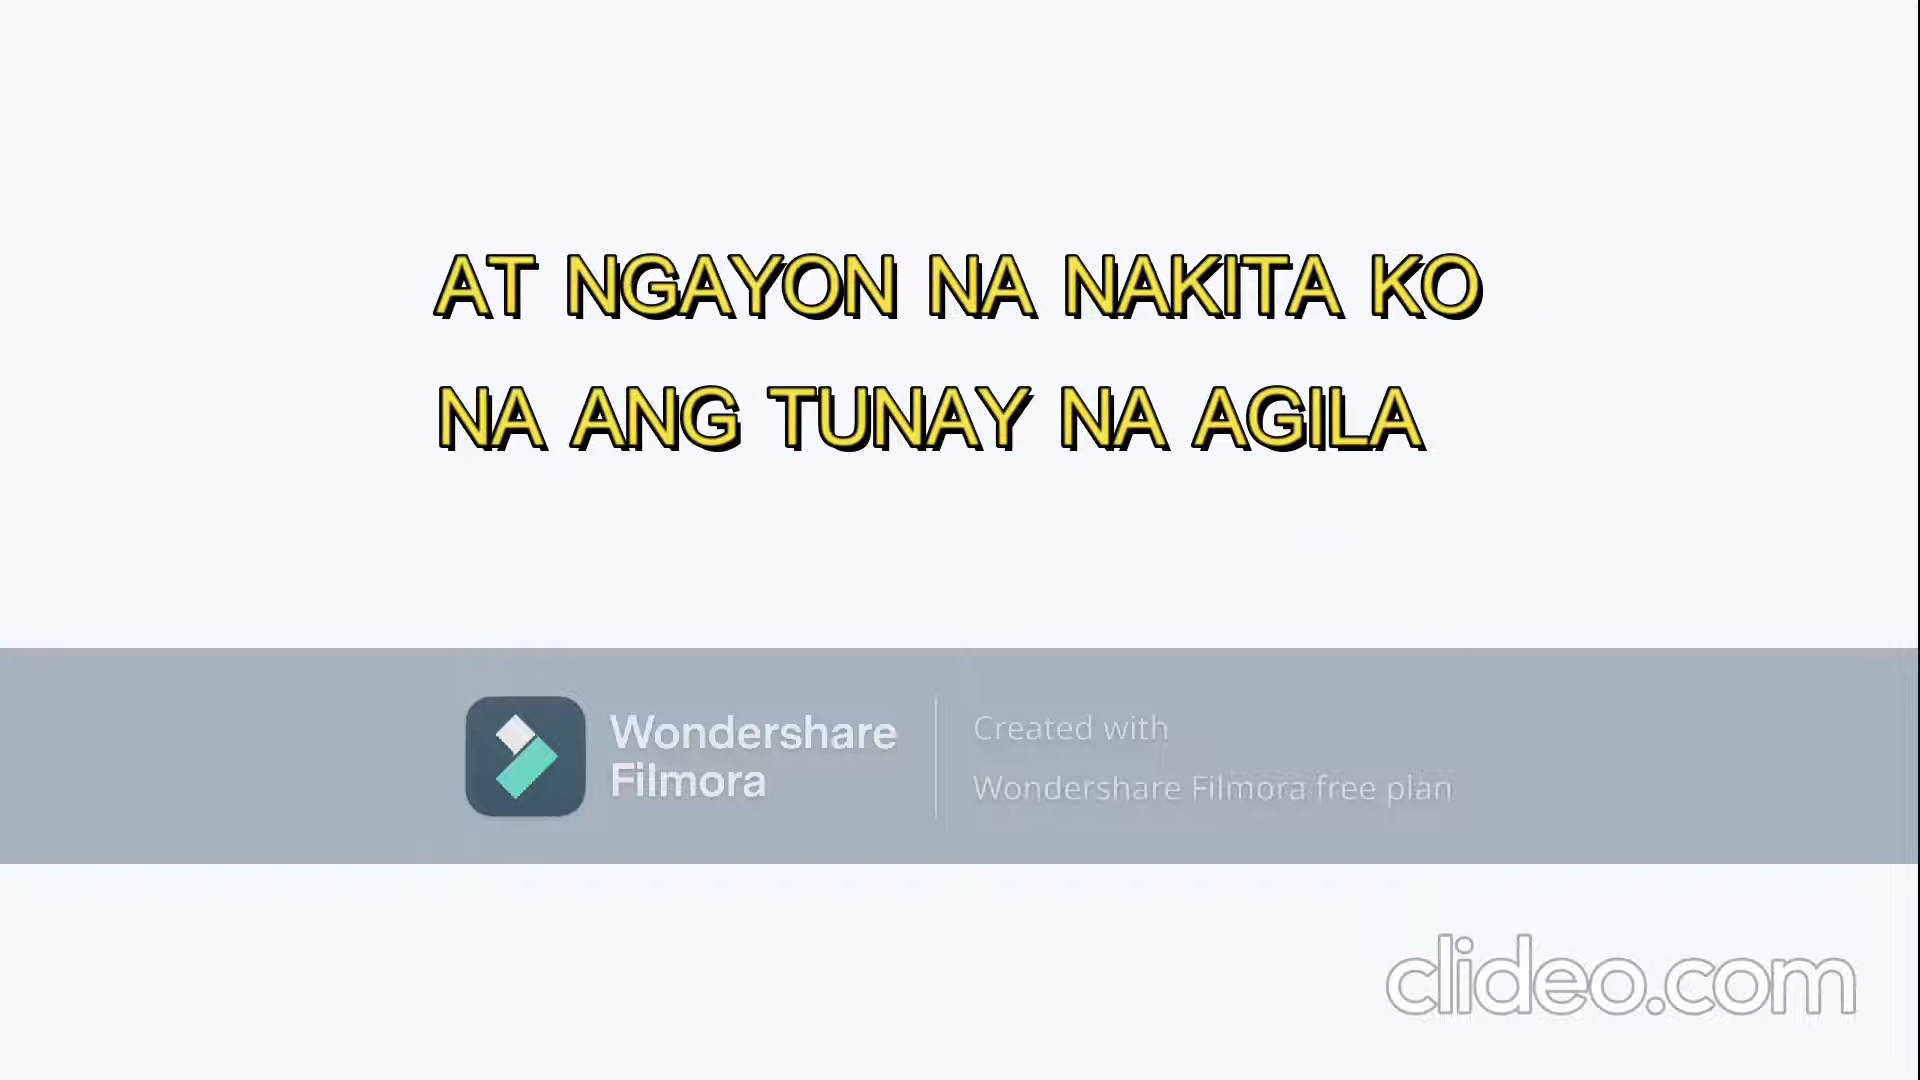 AT NGAYON NA NAKITA KO
NA ANG TUNAY NA AGILA
Wondershare
Filmora
Created with
Wondershare Filmora free plan
clideo.com